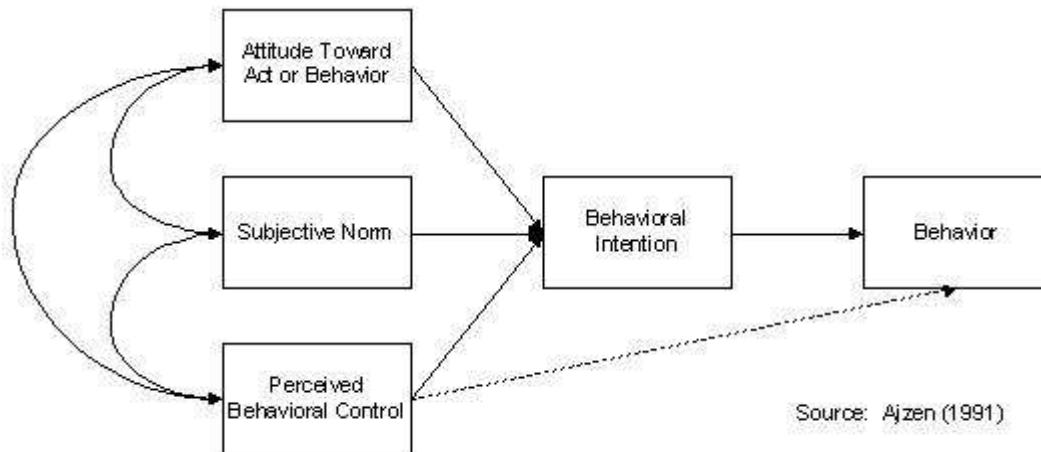 Attitude Toward
Act or Behavior
Subjective Norm
Behavioral
Intention
Behavior
Perceived
Behavioral Control
Source: Ajzen (1991)